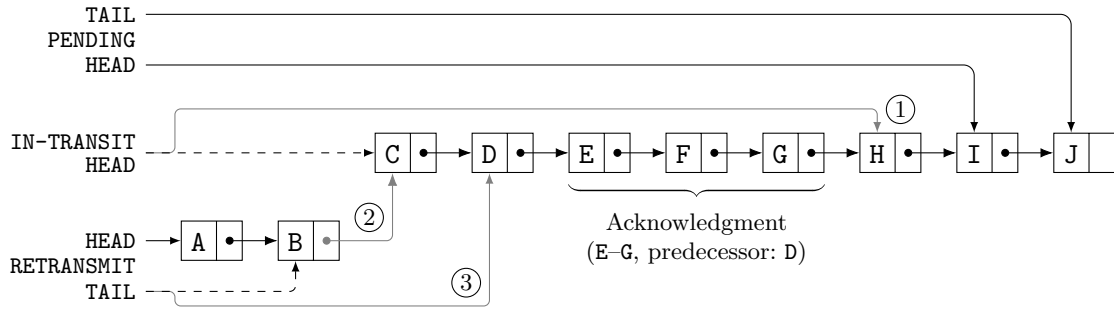 TAIL
PENDING
HEAD
①
IN-TRANSIT
HEAD
C D E F G H I J
②
Acknowledgment
(E–G, predecessor: D)
HEAD
A B
RETRANSMIT
③
TAIL